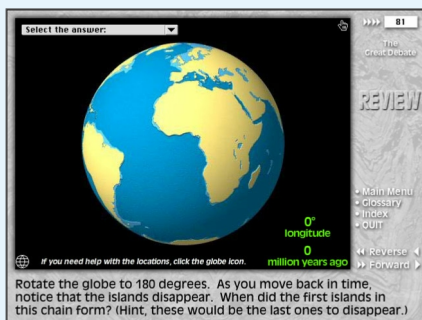 Select the answer:
81
The
Great Debate
REVIEW
• Main Menu
• Glossary
• Index
• QUIT
Reverse
Forward
0°
longitude
0
million years ago
If you need help with the locations, click the globe icon.
Rotate the globe to 180 degrees. As you move back in time,
notice that the islands disappear. When did the first islands in
this chain form? (Hint, these would be the last ones to disappear.)